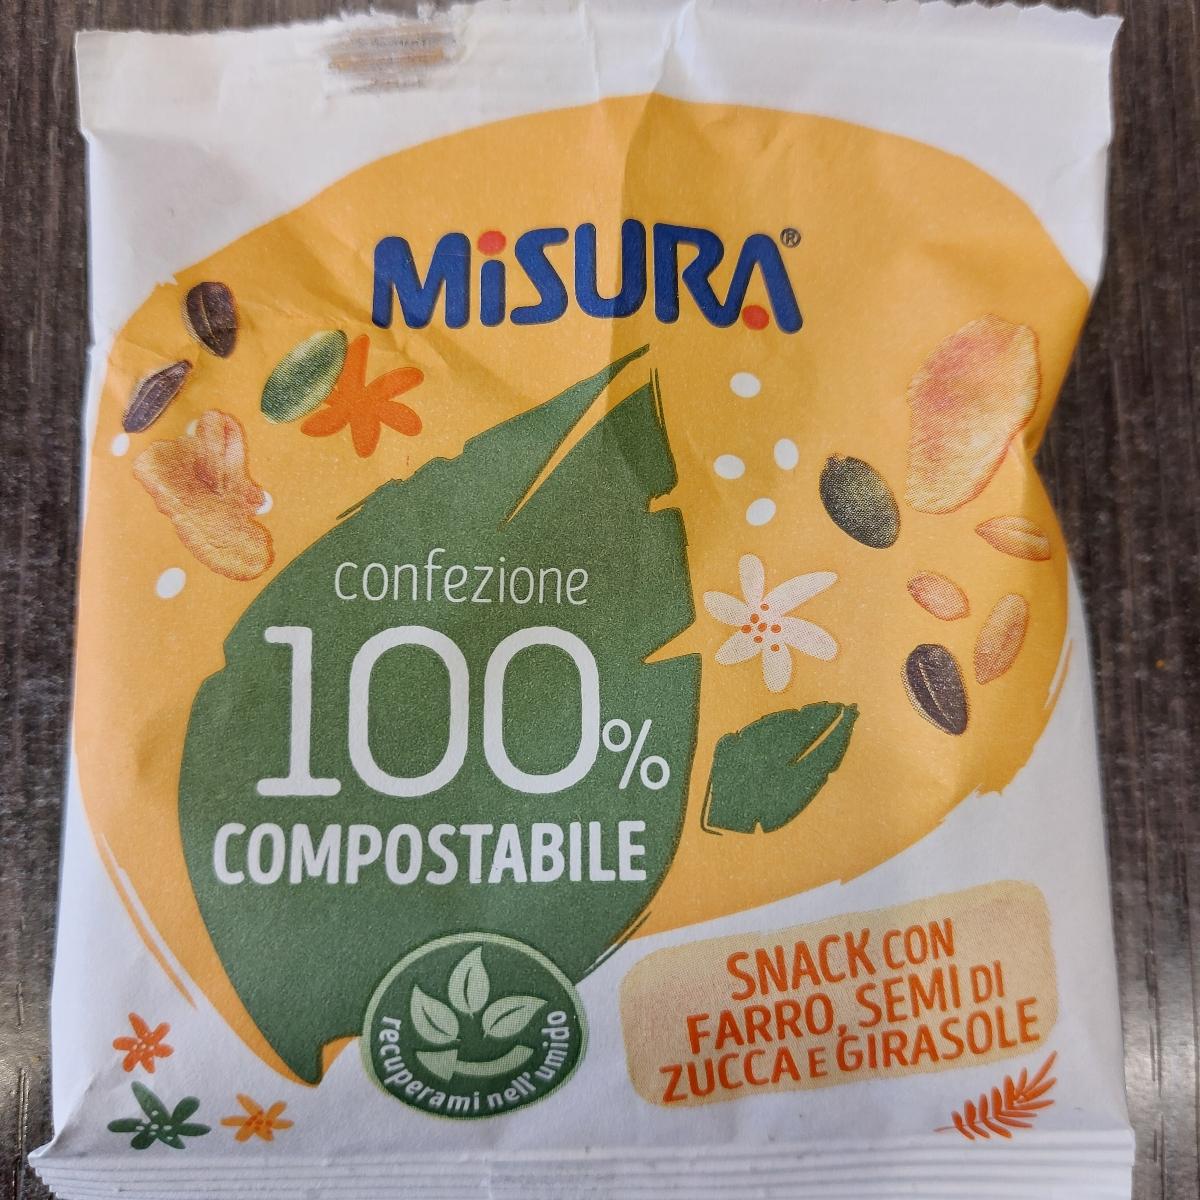 MiSURA®
confezione
100%
COMPOSTABILE
recuperami nell'umido
SNACK CON
FARRO, SEMI DI
ZUCCA E GIRASOLE